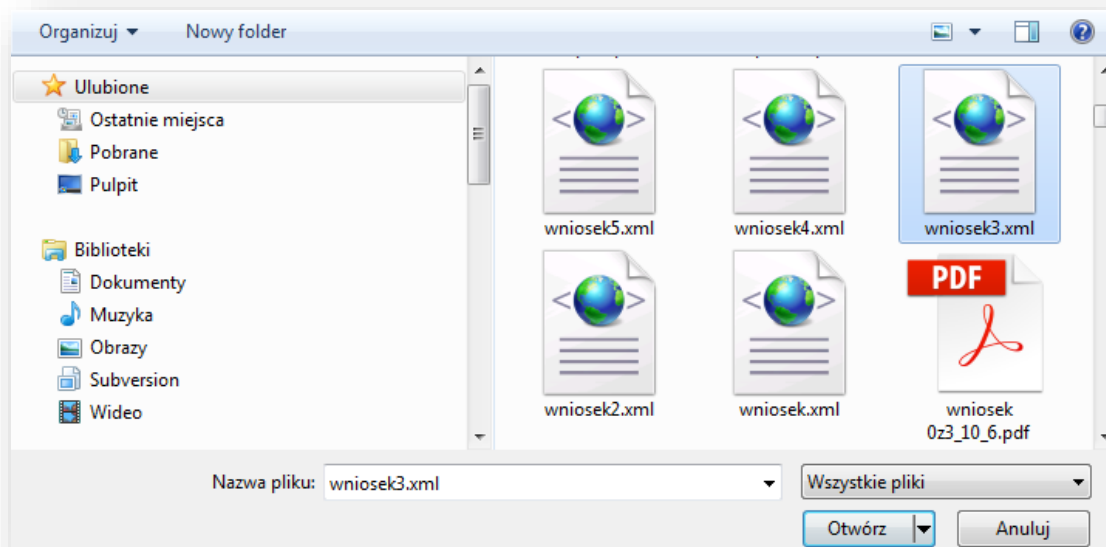 Organizuj Nowy folder
Ulubione
Ostatnie miejsca
Pobrane
Pulpit
Biblioteki
Dokumenty
Muzyka
Obrazy
Subversion
Wideo
wniosek5.xml wniosek4.xml wniosek3.xml
PDF
wniosek2.xml wniosek.xml wniosek
0z3_10_6.pdf
Nazwa pliku: wniosek3.xml Wszystkie pliki
Otwórz Anuluj